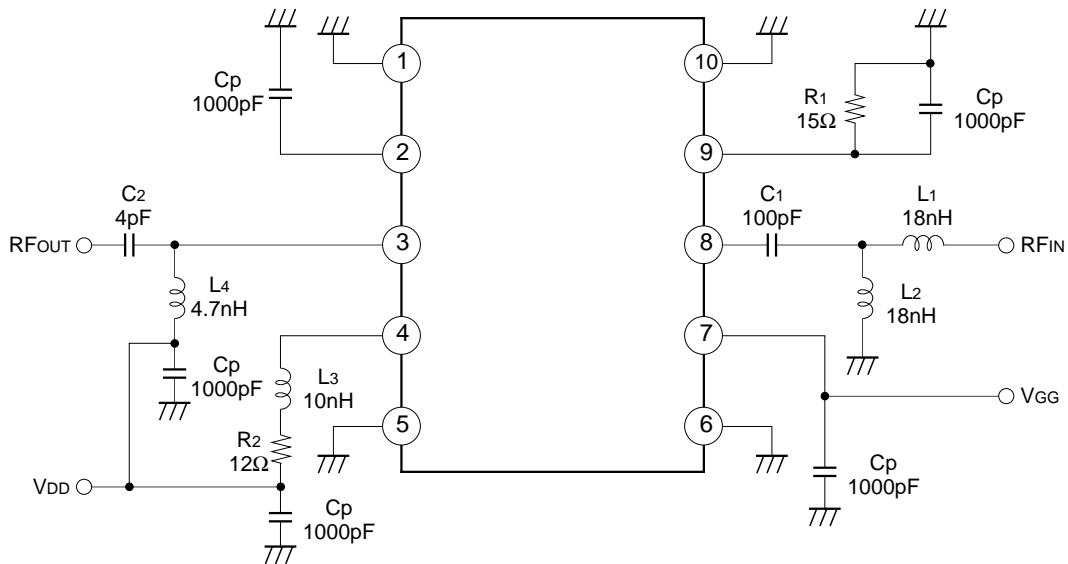 1
10
Cp
1000pF
R1
15Ω
Cp
1000pF
2
9
C2
4pF
C1
100pF
L1
18nH
RFOUT
3
8
RFIN
L4
4.7nH
L2
18nH
4
7
Cp
1000pF
L3
10nH
VGG
R2
12Ω
5
6
Cp
1000pF
VDD
Cp
1000pF